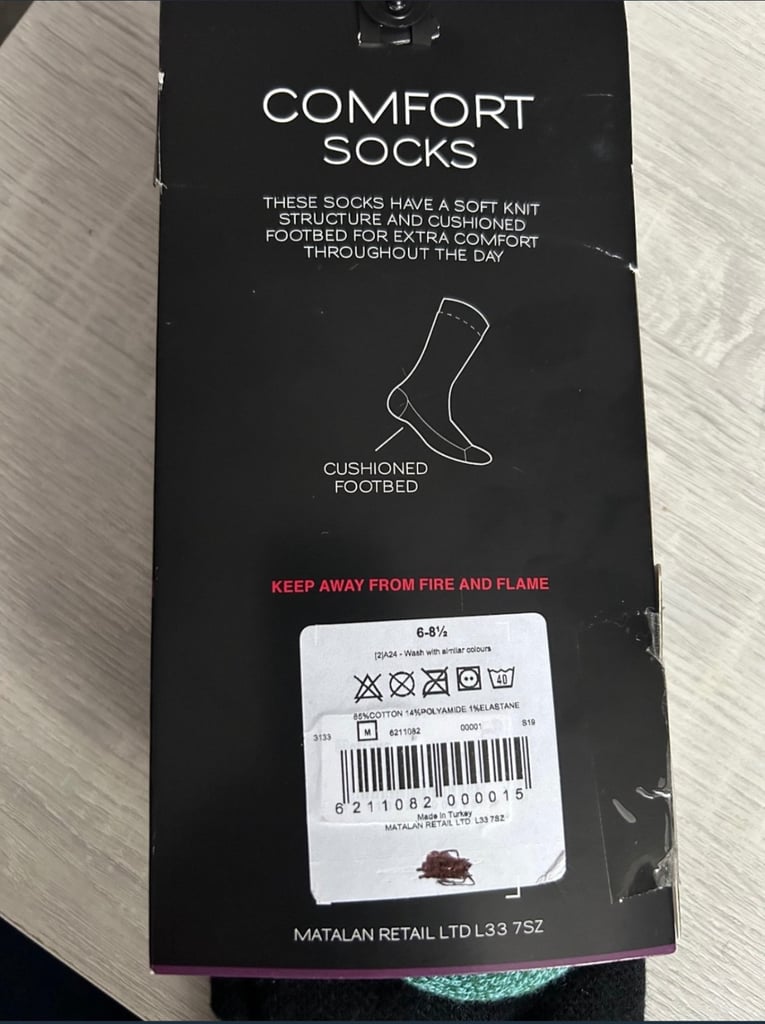 COMFORT
SOCKS
THESE SOCKS HAVE A SOFT KNIT
STRUCTURE AND CUSHIONED
FOOTBED FOR EXTRA COMFORT
THROUGHOUT THE DAY
CUSHIONED
FOOTBED
KEEP AWAY FROM FIRE AND FLAME
6-8½
[2]A24 - Wash with similar colours
40
85%COTTON 14%POLYAMIDE 1%ELASTANE
3133 M 6211082 00001 S19
6 211082 000015
Made in Turkey
MATALAN RETAIL LTD. L33 7SZ
MATALAN RETAIL LTD L33 7SZ